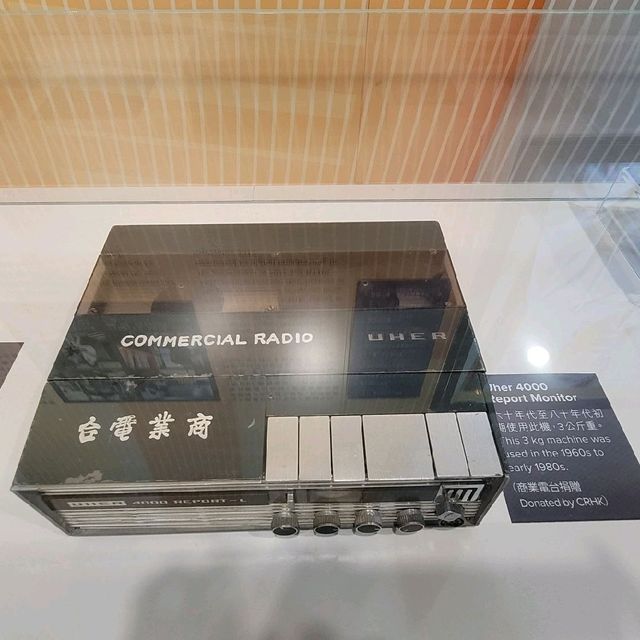 COMMERCIAL RADIO
UHER
台電業商
UHER 4000 REPORT-L
Uher 4000
Report Monitor
十年代至八十年代初
使用此機，3公斤重。
This 3 kg machine was
used in the 1960s to
early 1980s.
（商業電台捐贈
Donated by CRHK）